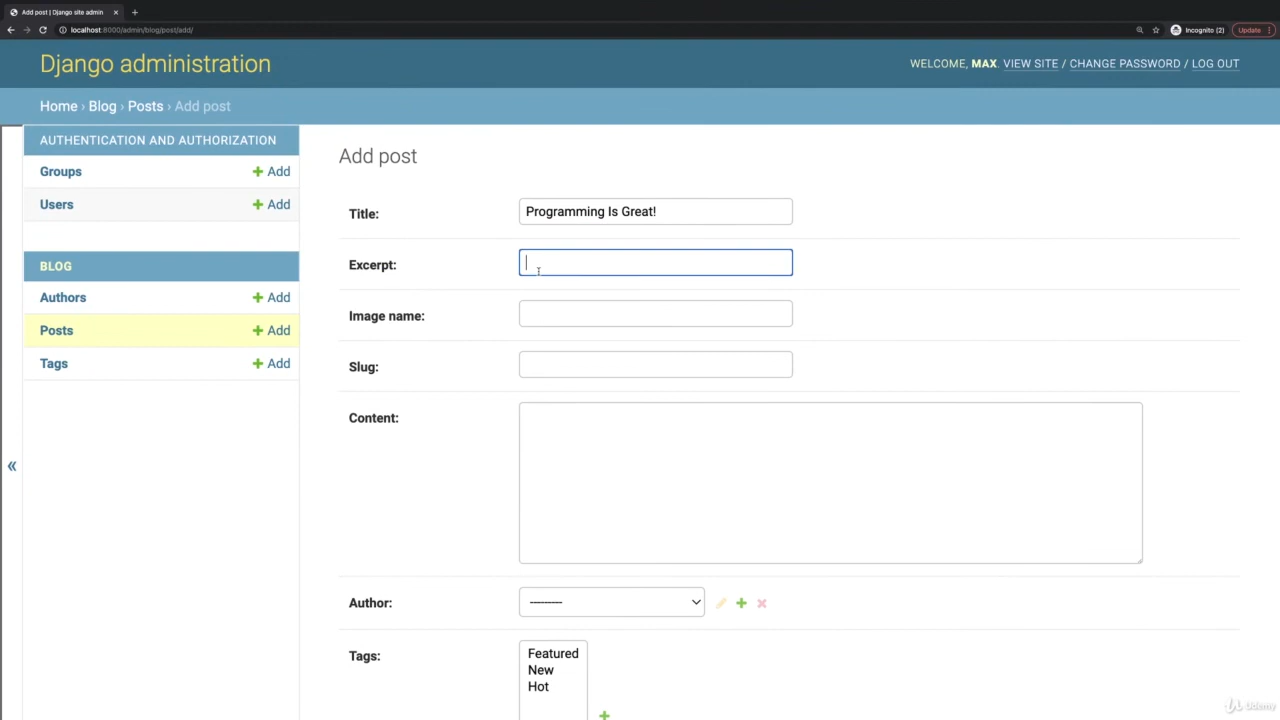 Add post | Django site admin
localhost:8000/admin/blog/post/add/
Incognito (2)
Update
Django administration
WELCOME, MAX. VIEW SITE / CHANGE PASSWORD / LOG OUT
Home › Blog › Posts › Add post
AUTHENTICATION AND AUTHORIZATION
Groups + Add
Users + Add
BLOG
Authors + Add
Posts + Add
Tags + Add
«
Add post
Title: Programming Is Great!
Excerpt:
Image name:
Slug:
Content:
Author: ---------
Tags: Featured
New
Hot
Udemy